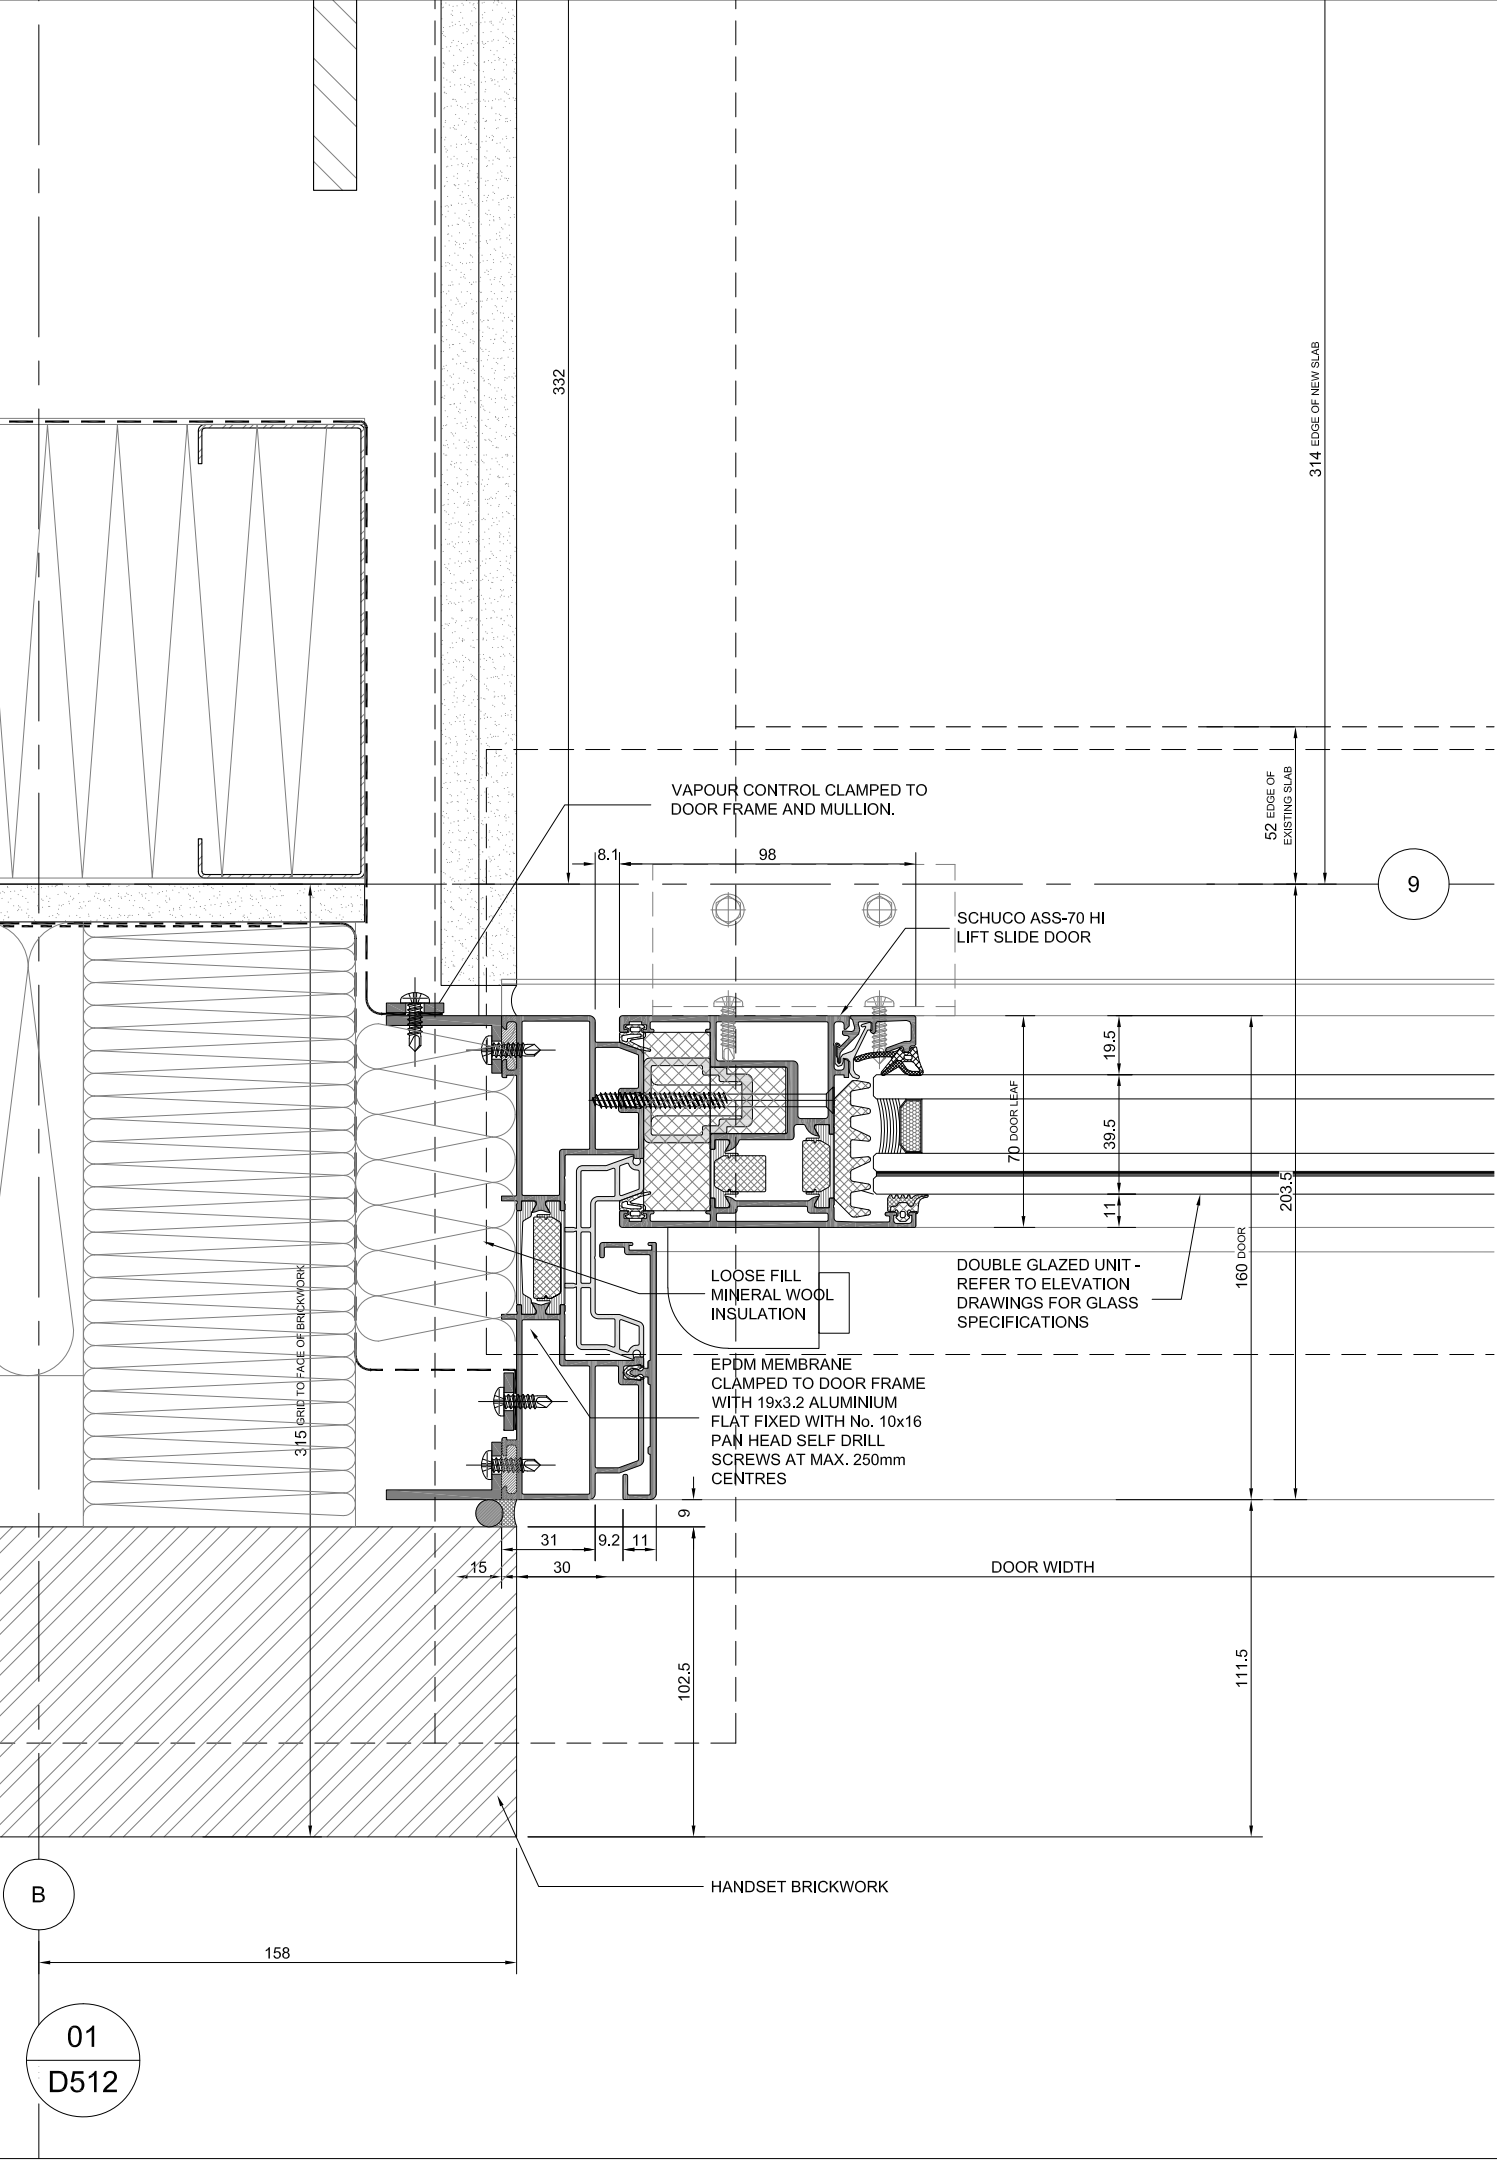 332
314 EDGE OF NEW SLAB
VAPOUR CONTROL CLAMPED TO
DOOR FRAME AND MULLION.
52 EDGE OF
EXISTING SLAB
8.1
98
9
SCHUCO ASS-70 HI
LIFT SLIDE DOOR
19.5
70 DOOR LEAF
39.5
11
203.5
160 DOOR
315 GRID TO FACE OF BRICKWORK
LOOSE FILL
MINERAL WOOL
INSULATION
DOUBLE GLAZED UNIT -
REFER TO ELEVATION
DRAWINGS FOR GLASS
SPECIFICATIONS
EPDM MEMBRANE
CLAMPED TO DOOR FRAME
WITH 19x3.2 ALUMINIUM
FLAT FIXED WITH No. 10x16
PAN HEAD SELF DRILL
SCREWS AT MAX. 250mm
CENTRES
9
31
9.2
11
15
30
DOOR WIDTH
102.5
111.5
HANDSET BRICKWORK
B
158
01
D512